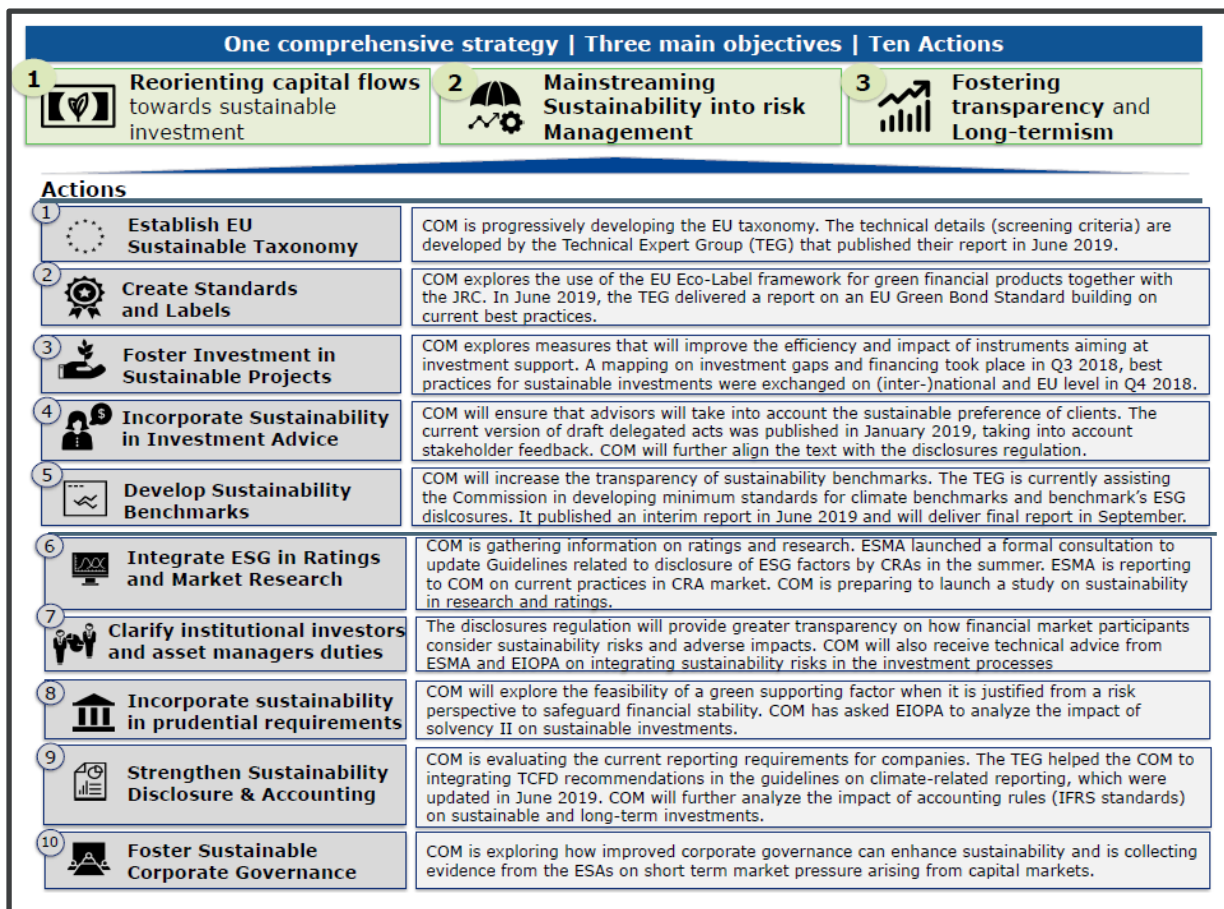 One comprehensive strategy | Three main objectives | Ten Actions
1
Reorienting capital flows
towards sustainable
investment
2
Mainstreaming
Sustainability into risk
Management
3
Fostering
transparency and
Long-termism
Actions
1
Establish EU
Sustainable Taxonomy
COM is progressively developing the EU taxonomy. The technical details (screening criteria) are
developed by the Technical Expert Group (TEG) that published their report in June 2019.
2
Create Standards
and Labels
COM explores the use of the EU Eco-Label framework for green financial products together with
the JRC. In June 2019, the TEG delivered a report on an EU Green Bond Standard building on
current best practices.
3
Foster Investment in
Sustainable Projects
COM explores measures that will improve the efficiency and impact of instruments aiming at
investment support. A mapping on investment gaps and financing took place in Q3 2018, best
practices for sustainable investments were exchanged on (inter-)national and EU level in Q4 2018.
4
$
Incorporate Sustainability
in Investment Advice
COM will ensure that advisors will take into account the sustainable preference of clients. The
current version of draft delegated acts was published in January 2019, taking into account
stakeholder feedback. COM will further align the text with the disclosures regulation.
5
Develop Sustainability
Benchmarks
COM will increase the transparency of sustainability benchmarks. The TEG is currently assisting
the Commission in developing minimum standards for climate benchmarks and benchmark's ESG
dislcosures. It published an interim report in June 2019 and will deliver final report in September.
6
Integrate ESG in Ratings
and Market Research
COM is gathering information on ratings and research. ESMA launched a formal consultation to
update Guidelines related to disclosure of ESG factors by CRAs in the summer. ESMA is reporting
to COM on current practices in CRA market. COM is preparing to launch a study on sustainability
in research and ratings.
7
Clarify institutional investors
and asset managers duties
The disclosures regulation will provide greater transparency on how financial market participants
consider sustainability risks and adverse impacts. COM will also receive technical advice from
ESMA and EIOPA on integrating sustainability risks in the investment processes
8
Incorporate sustainability
in prudential requirements
COM will explore the feasibility of a green supporting factor when it is justified from a risk
perspective to safeguard financial stability. COM has asked EIOPA to analyze the impact of
solvency II on sustainable investments.
9
Strengthen Sustainability
Disclosure & Accounting
COM is evaluating the current reporting requirements for companies. The TEG helped the COM to
integrating TCFD recommendations in the guidelines on climate-related reporting, which were
updated in June 2019. COM will further analyze the impact of accounting rules (IFRS standards)
on sustainable and long-term investments.
10
Foster Sustainable
Corporate Governance
COM is exploring how improved corporate governance can enhance sustainability and is collecting
evidence from the ESAs on short term market pressure arising from capital markets.